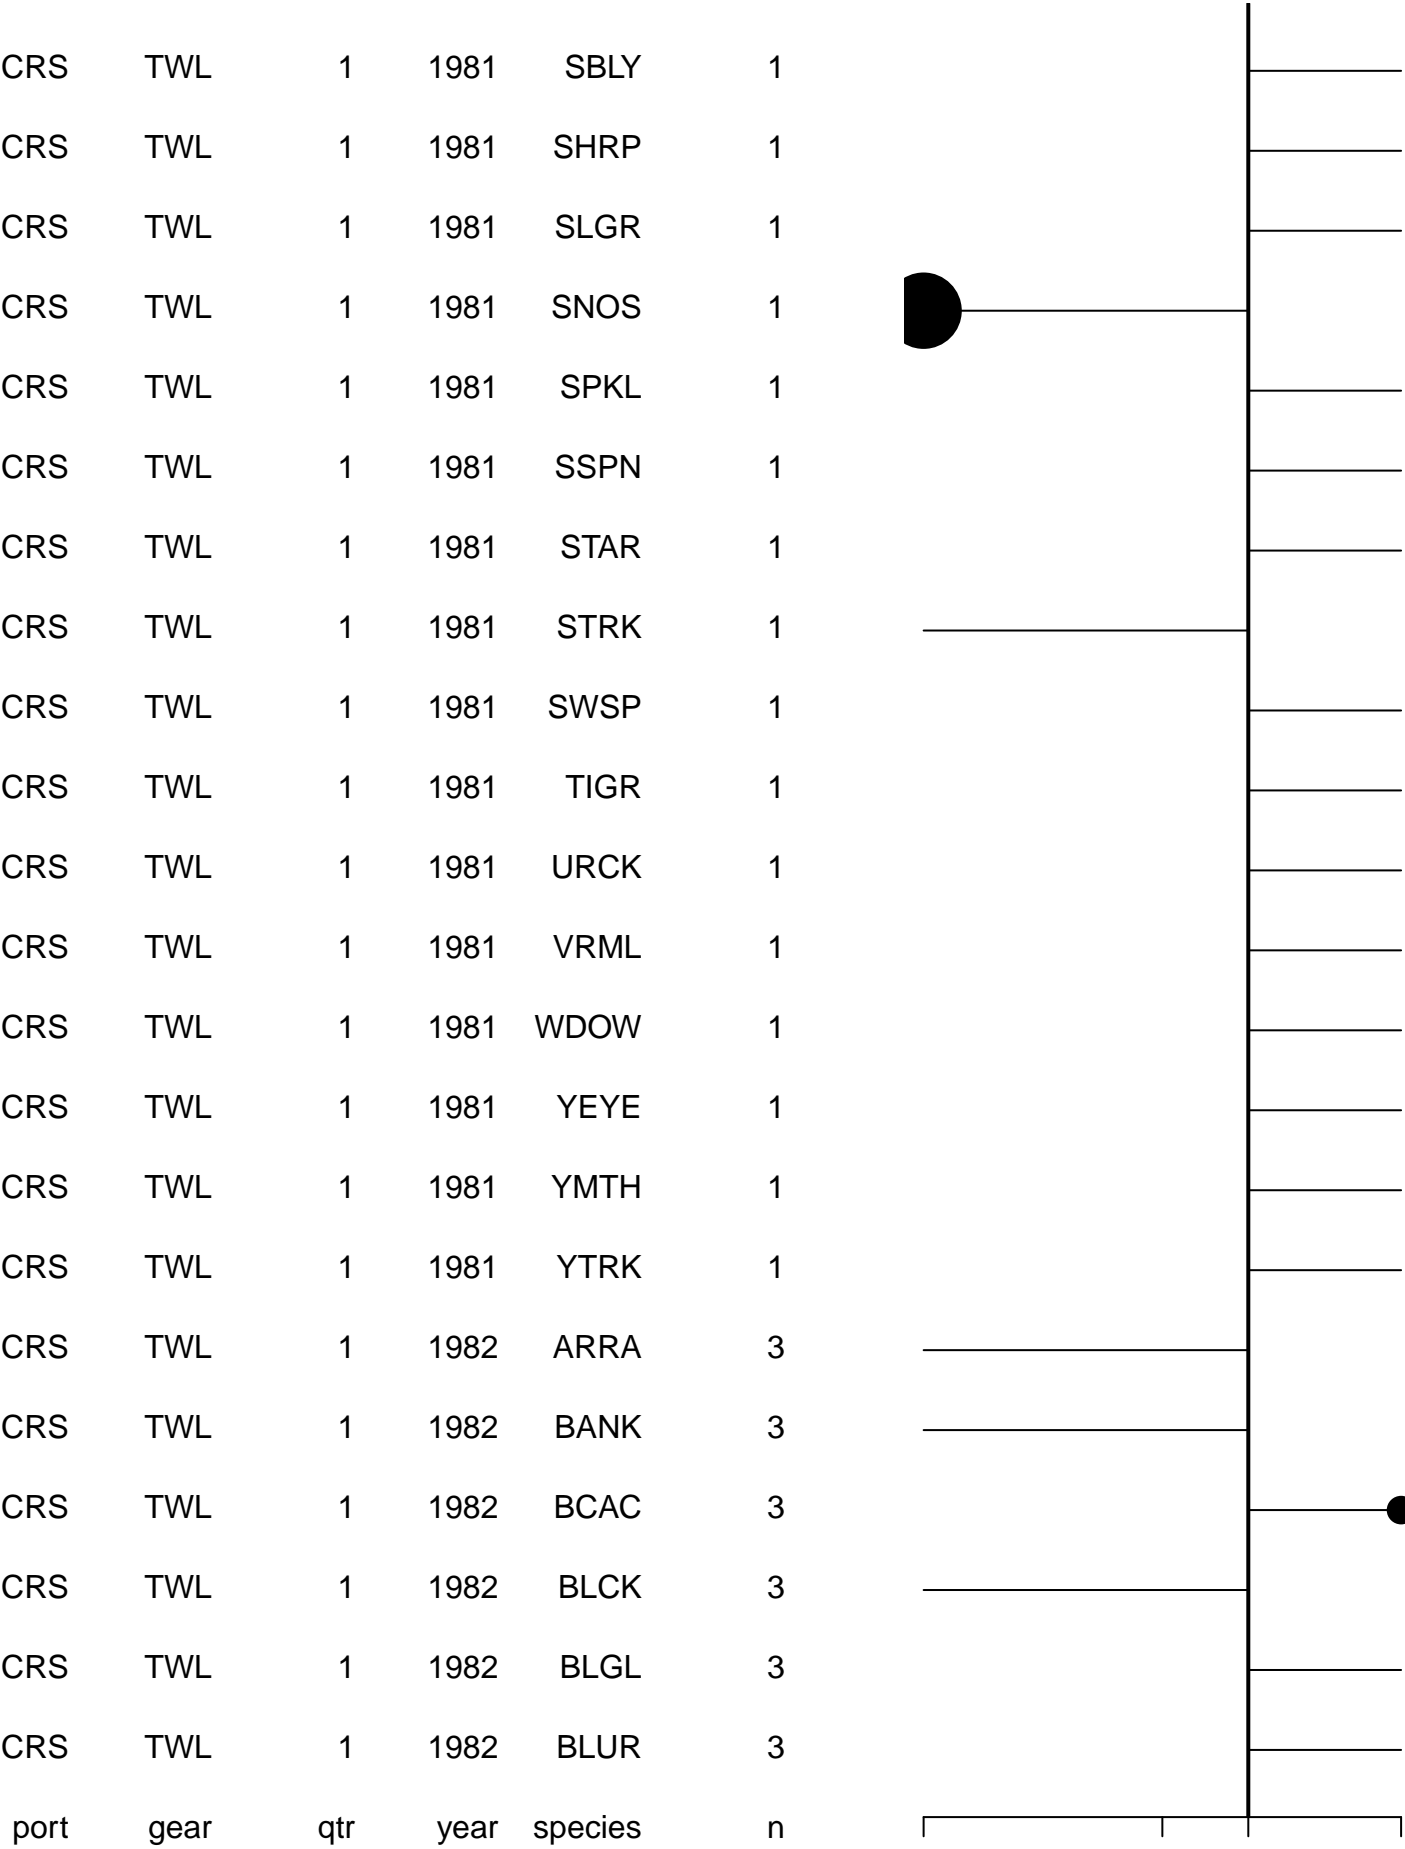 CRS TWL 1 1981 SBLY 1
CRS TWL 1 1981 SHRP 1
CRS TWL 1 1981 SLGR 1
CRS TWL 1 1981 SNOS 1
CRS TWL 1 1981 SPKL 1
CRS TWL 1 1981 SSPN 1
CRS TWL 1 1981 STAR 1
CRS TWL 1 1981 STRK 1
CRS TWL 1 1981 SWSP 1
CRS TWL 1 1981 TIGR 1
CRS TWL 1 1981 URCK 1
CRS TWL 1 1981 VRML 1
CRS TWL 1 1981 WDOW 1
CRS TWL 1 1981 YEYE 1
CRS TWL 1 1981 YMTH 1
CRS TWL 1 1981 YTRK 1
CRS TWL 1 1982 ARRA 3
CRS TWL 1 1982 BANK 3
CRS TWL 1 1982 BCAC 3
CRS TWL 1 1982 BLCK 3
CRS TWL 1 1982 BLGL 3
CRS TWL 1 1982 BLUR 3
port gear qtr year species n